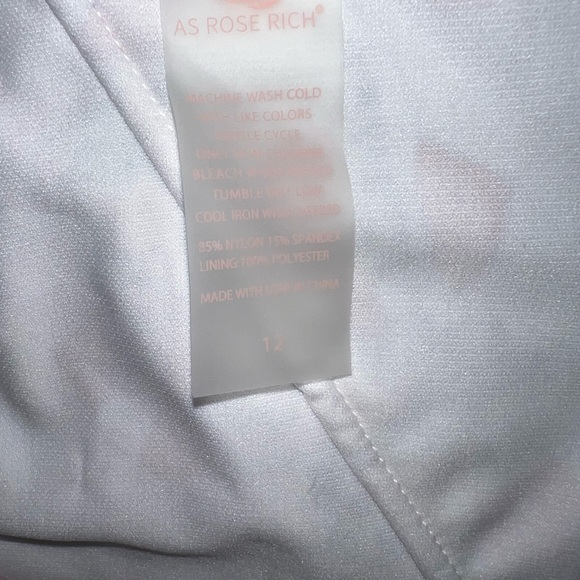 AS ROSE RICH®
MACHINE WASH COLD
LIKE COLORS
CYCLE
BLEACH
TUMBLE LOW
COOL IRON
85% NYLON 15% SPANDEX
LINING 100% POLYESTER
MADE WITH CHINA
12